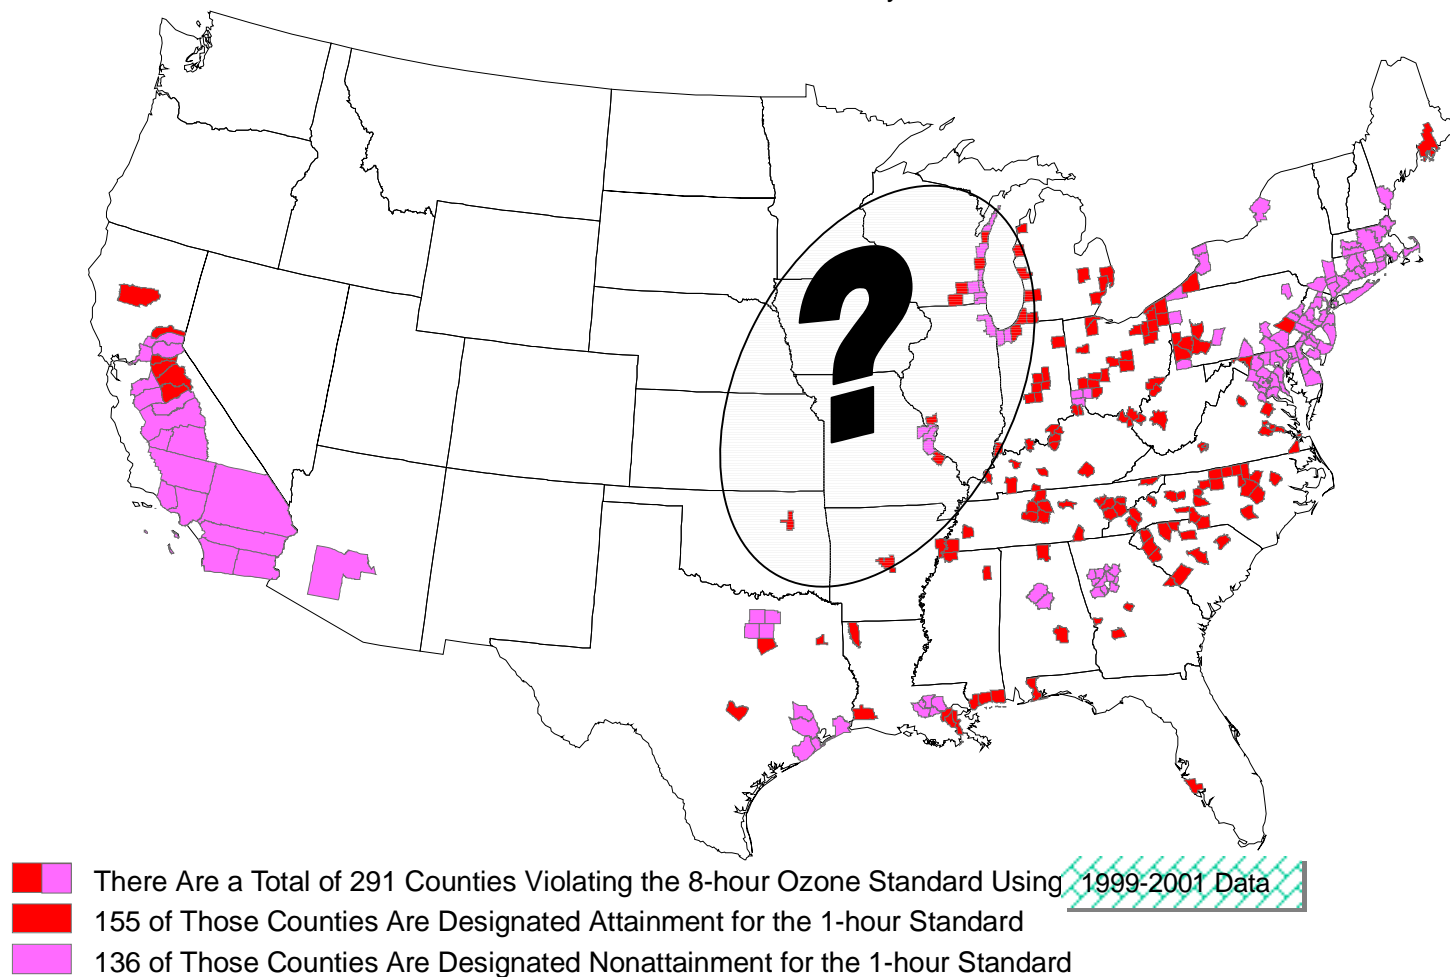 ?
There Are a Total of 291 Counties Violating the 8-hour Ozone Standard Using 1999-2001 Data
155 of Those Counties Are Designated Attainment for the 1-hour Standard
136 of Those Counties Are Designated Nonattainment for the 1-hour Standard